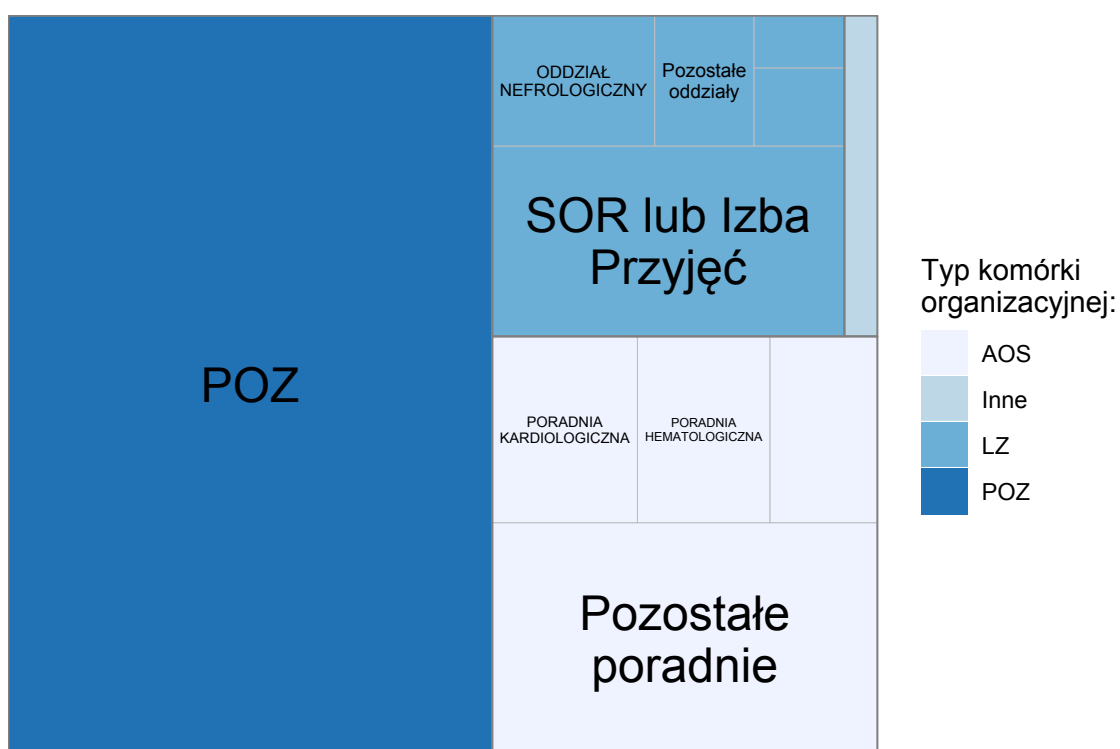 ODDZIAŁ
NEFROLOGICZNY
Pozostałe
oddziały
SOR lub Izba
Przyjęć
POZ
PORADNIA
KARDIOLOGICZNA
PORADNIA
HEMATOLOGICZNA
Pozostałe
poradnie
Typ komórki
organizacyjnej:
AOS
Inne
LZ
POZ